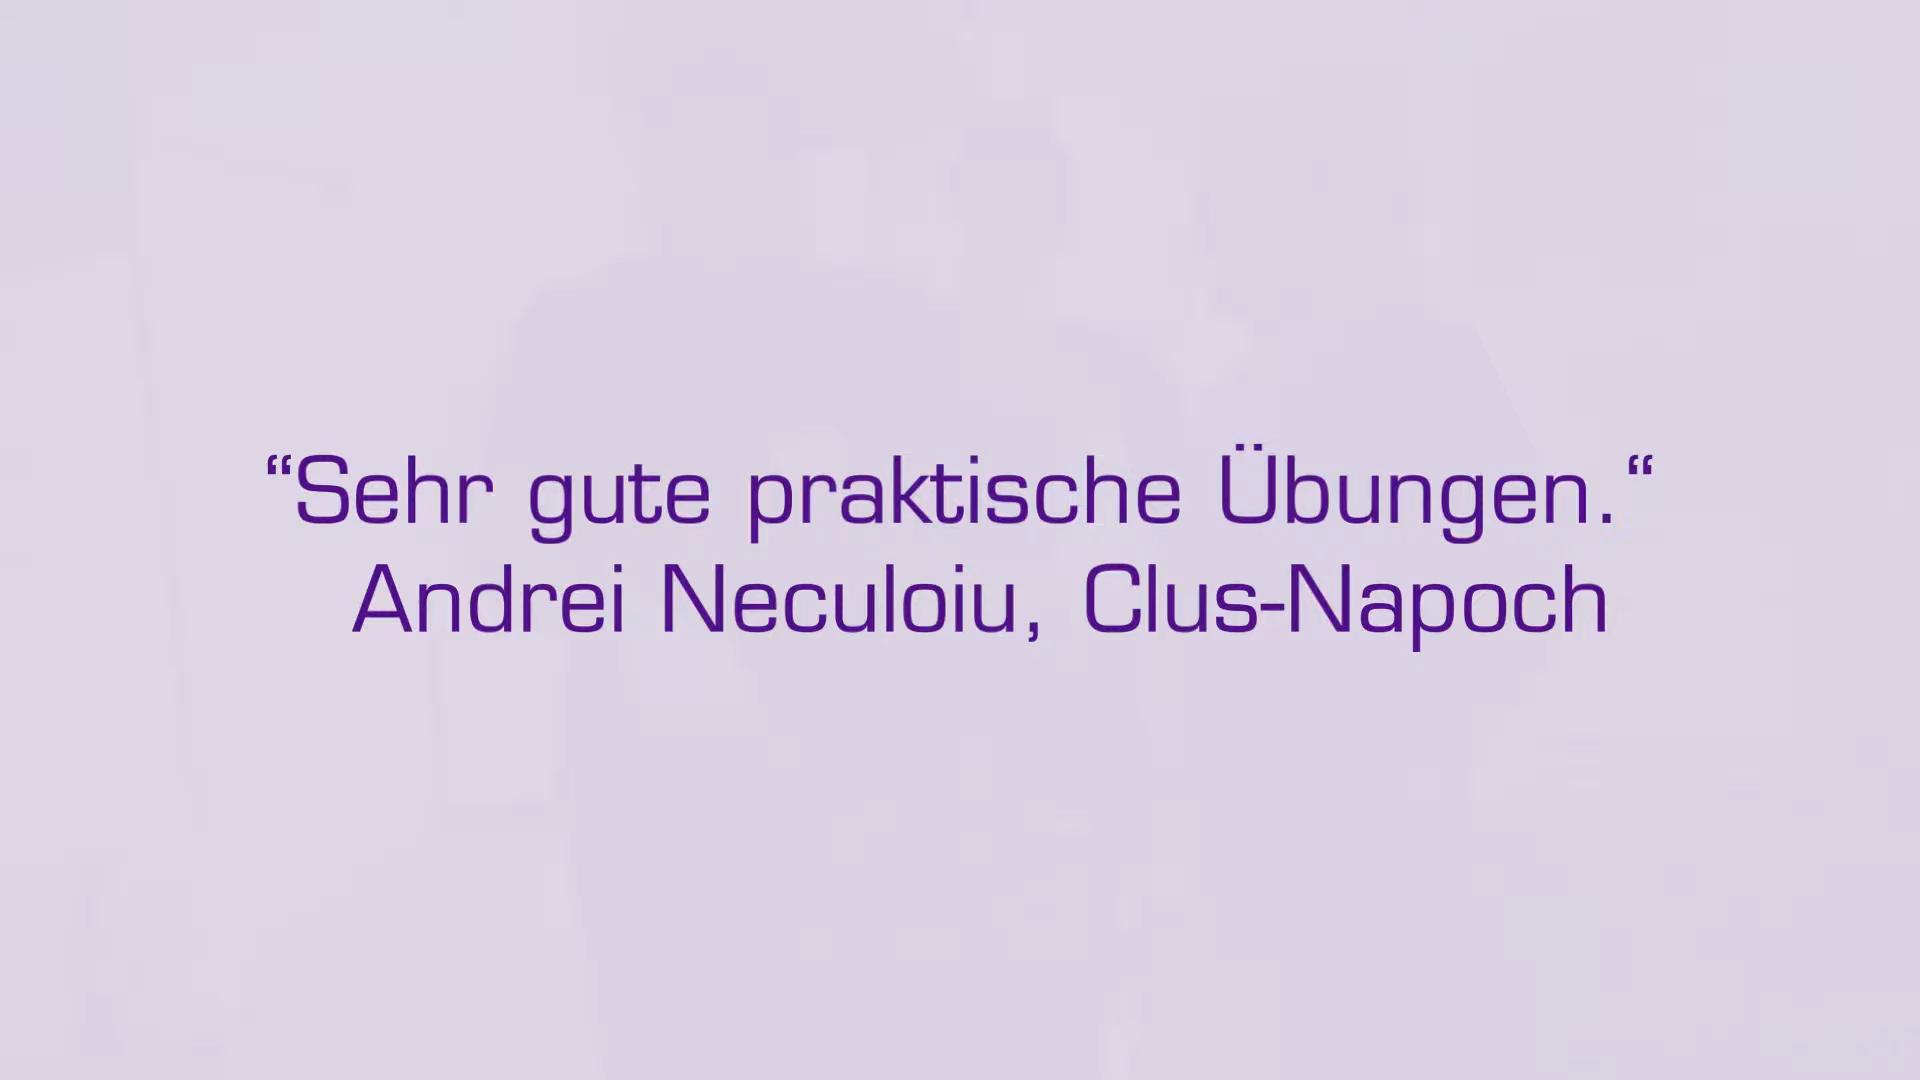 “Sehr gute praktische Übungen.“
Andrei Neculoiu, Clus-Napoch